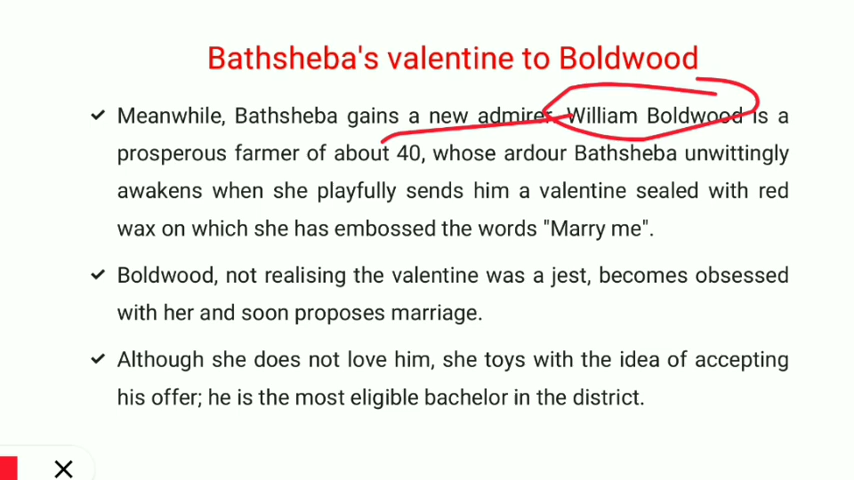 Bathsheba's valentine to Boldwood
✓ Meanwhile, Bathsheba gains a new admirer. William Boldwood is a
prosperous farmer of about 40, whose ardour Bathsheba unwittingly
awakens when she playfully sends him a valentine sealed with red
wax on which she has embossed the words "Marry me".
✓ Boldwood, not realising the valentine was a jest, becomes obsessed
with her and soon proposes marriage.
✓ Although she does not love him, she toys with the idea of accepting
his offer; he is the most eligible bachelor in the district.